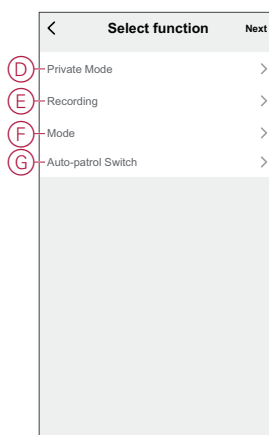 Select function Next
D Private Mode
E Recording
F Mode
G Auto-patrol Switch